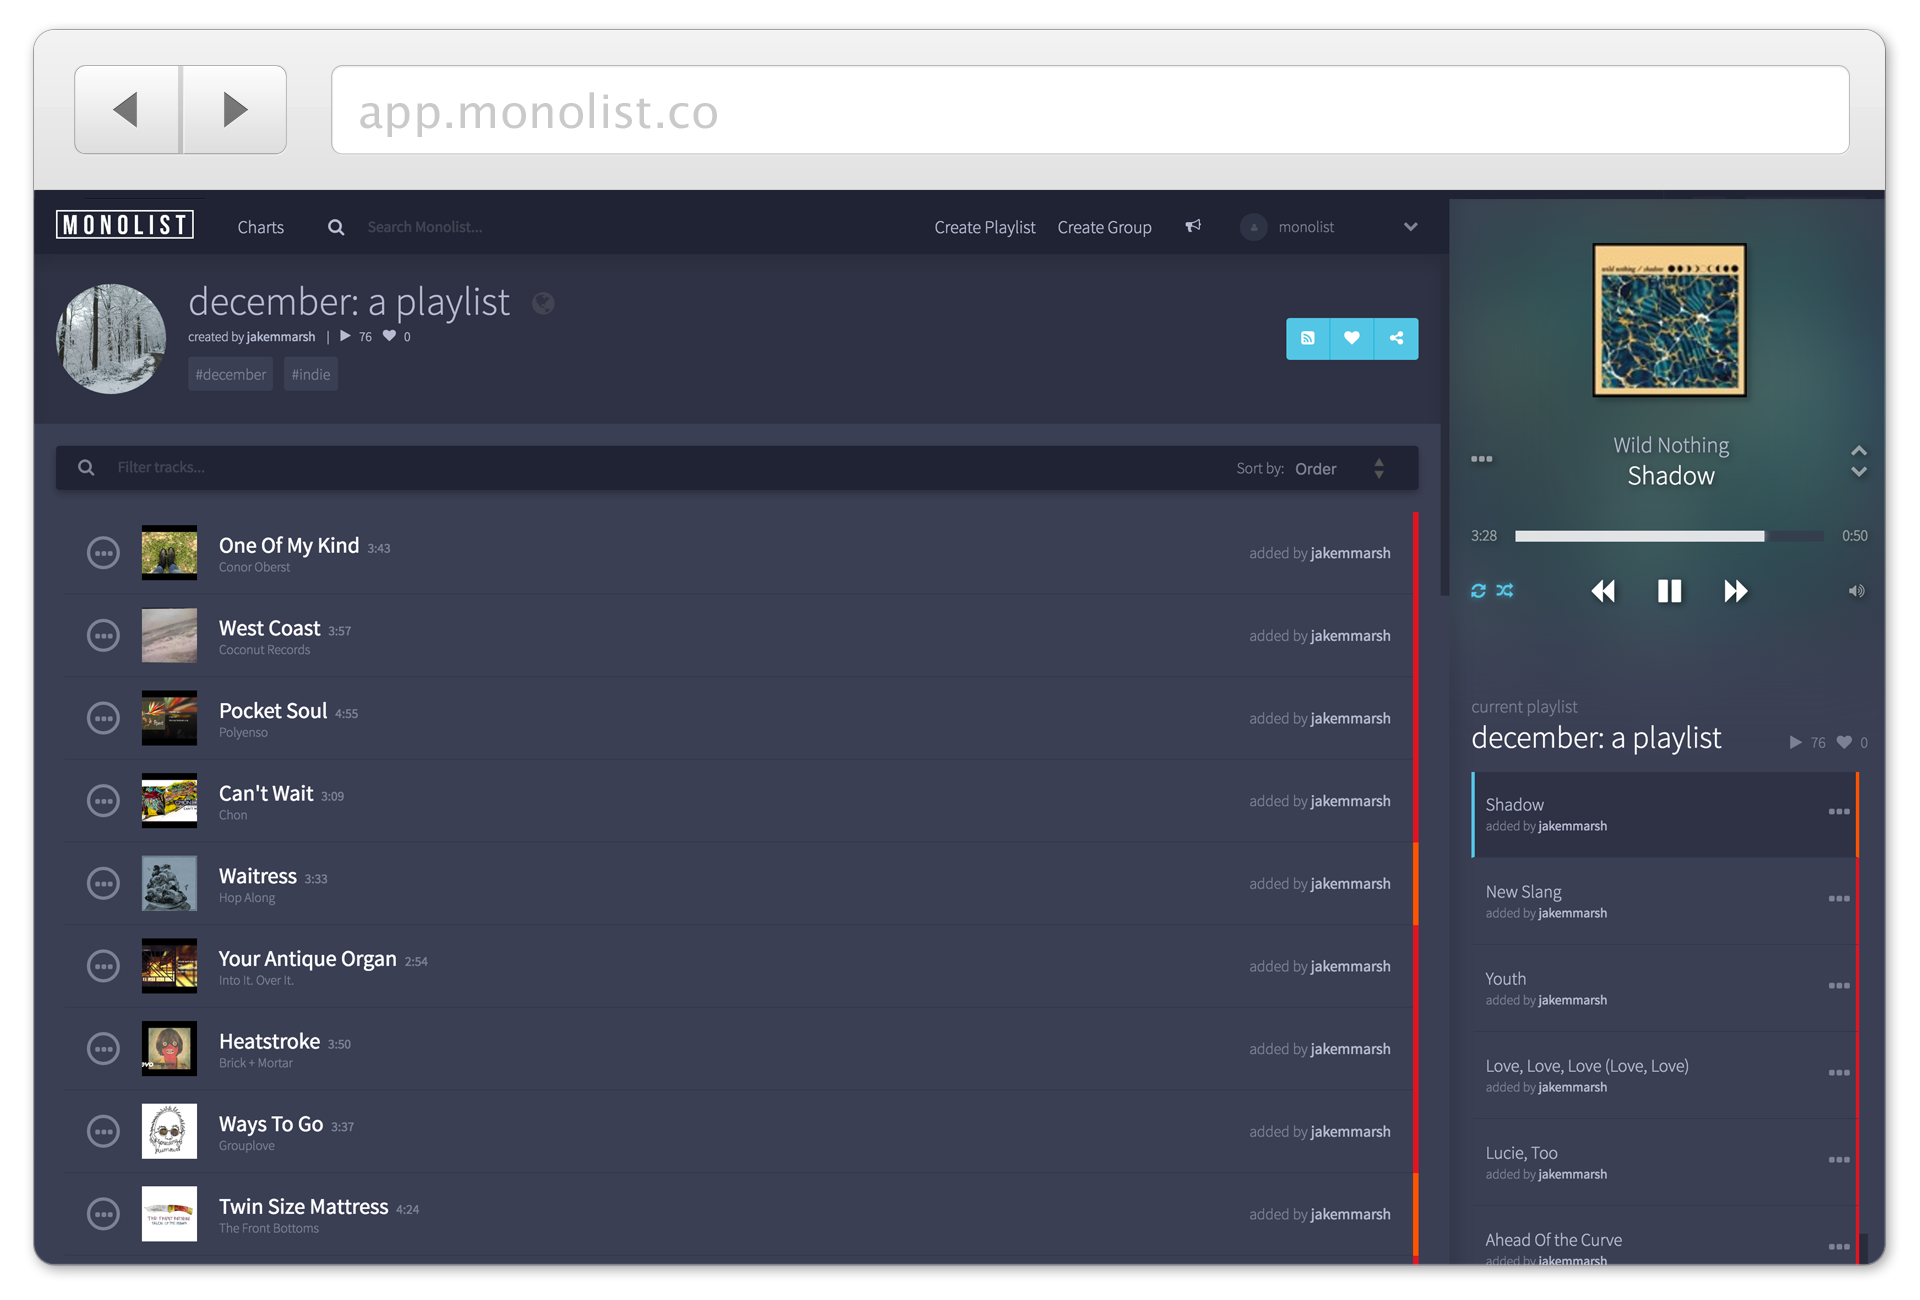 app.monolist.co
MONOLIST
Charts
Search Monolist...
Create Playlist
Create Group
monolist
december: a playlist
created by jakemmarsh | 76 0
#december
#indie
Filter tracks...
Sort by: Order
One Of My Kind 3:43
Conor Oberst
added by jakemmarsh
West Coast 3:57
Coconut Records
added by jakemmarsh
Pocket Soul 4:55
Polyenso
added by jakemmarsh
Can't Wait 3:09
Chon
added by jakemmarsh
Waitress 3:33
Hop Along
added by jakemmarsh
Your Antique Organ 2:54
Into It. Over It.
added by jakemmarsh
Heatstroke 3:50
Brick + Mortar
added by jakemmarsh
Ways To Go 3:37
Grouplove
added by jakemmarsh
Twin Size Mattress 4:24
The Front Bottoms
added by jakemmarsh
wild nothing / shadow
Wild Nothing
Shadow
3:28
0:50
current playlist
december: a playlist
76 0
Shadow
added by jakemmarsh
New Slang
added by jakemmarsh
Youth
added by jakemmarsh
Love, Love, Love (Love, Love)
added by jakemmarsh
Lucie, Too
added by jakemmarsh
Ahead Of the Curve
added by jakemmarsh